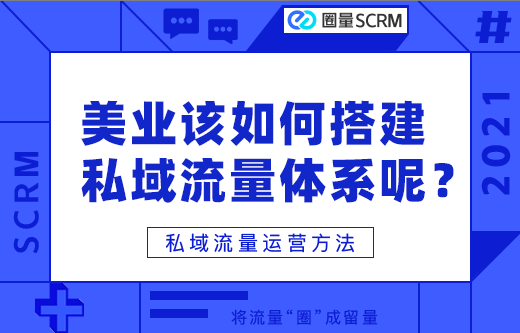 圈量SCRM
#
美业该如何搭建
私域流量体系呢？
私域流量运营方法
SCRM
2021
将流量“圈”成留量